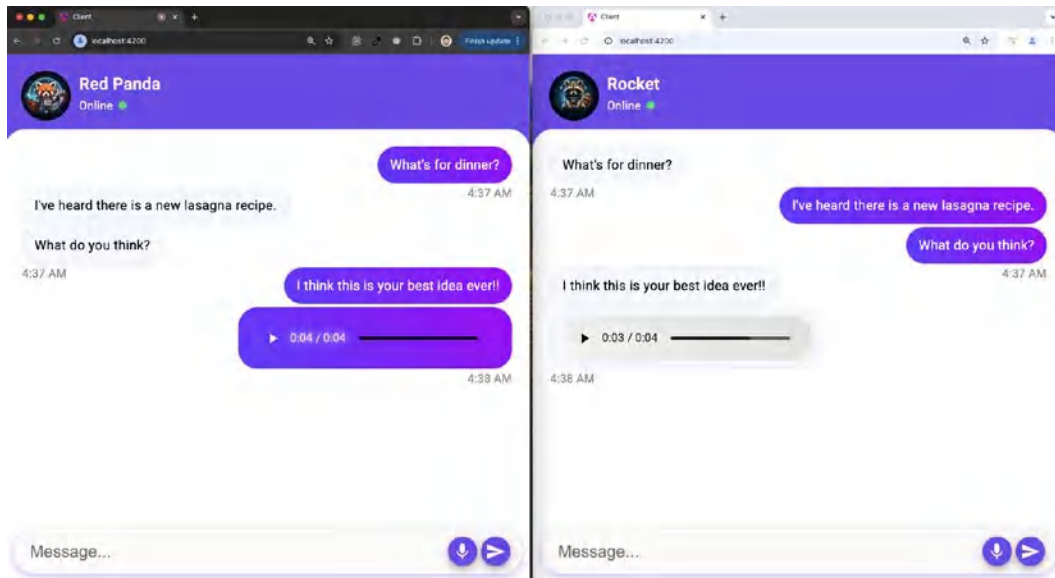 Client
localhost:4200
Finish update
Red Panda
Online
What's for dinner?
4:37 AM
I've heard there is a new lasagna recipe.
What do you think?
4:37 AM
I think this is your best idea ever!!
0:04 / 0:04
4:38 AM
Message...
Client
localhost:4200
Rocket
Online
What's for dinner?
4:37 AM
I've heard there is a new lasagna recipe.
What do you think?
4:37 AM
I think this is your best idea ever!!
0:03 / 0:04
4:38 AM
Message...